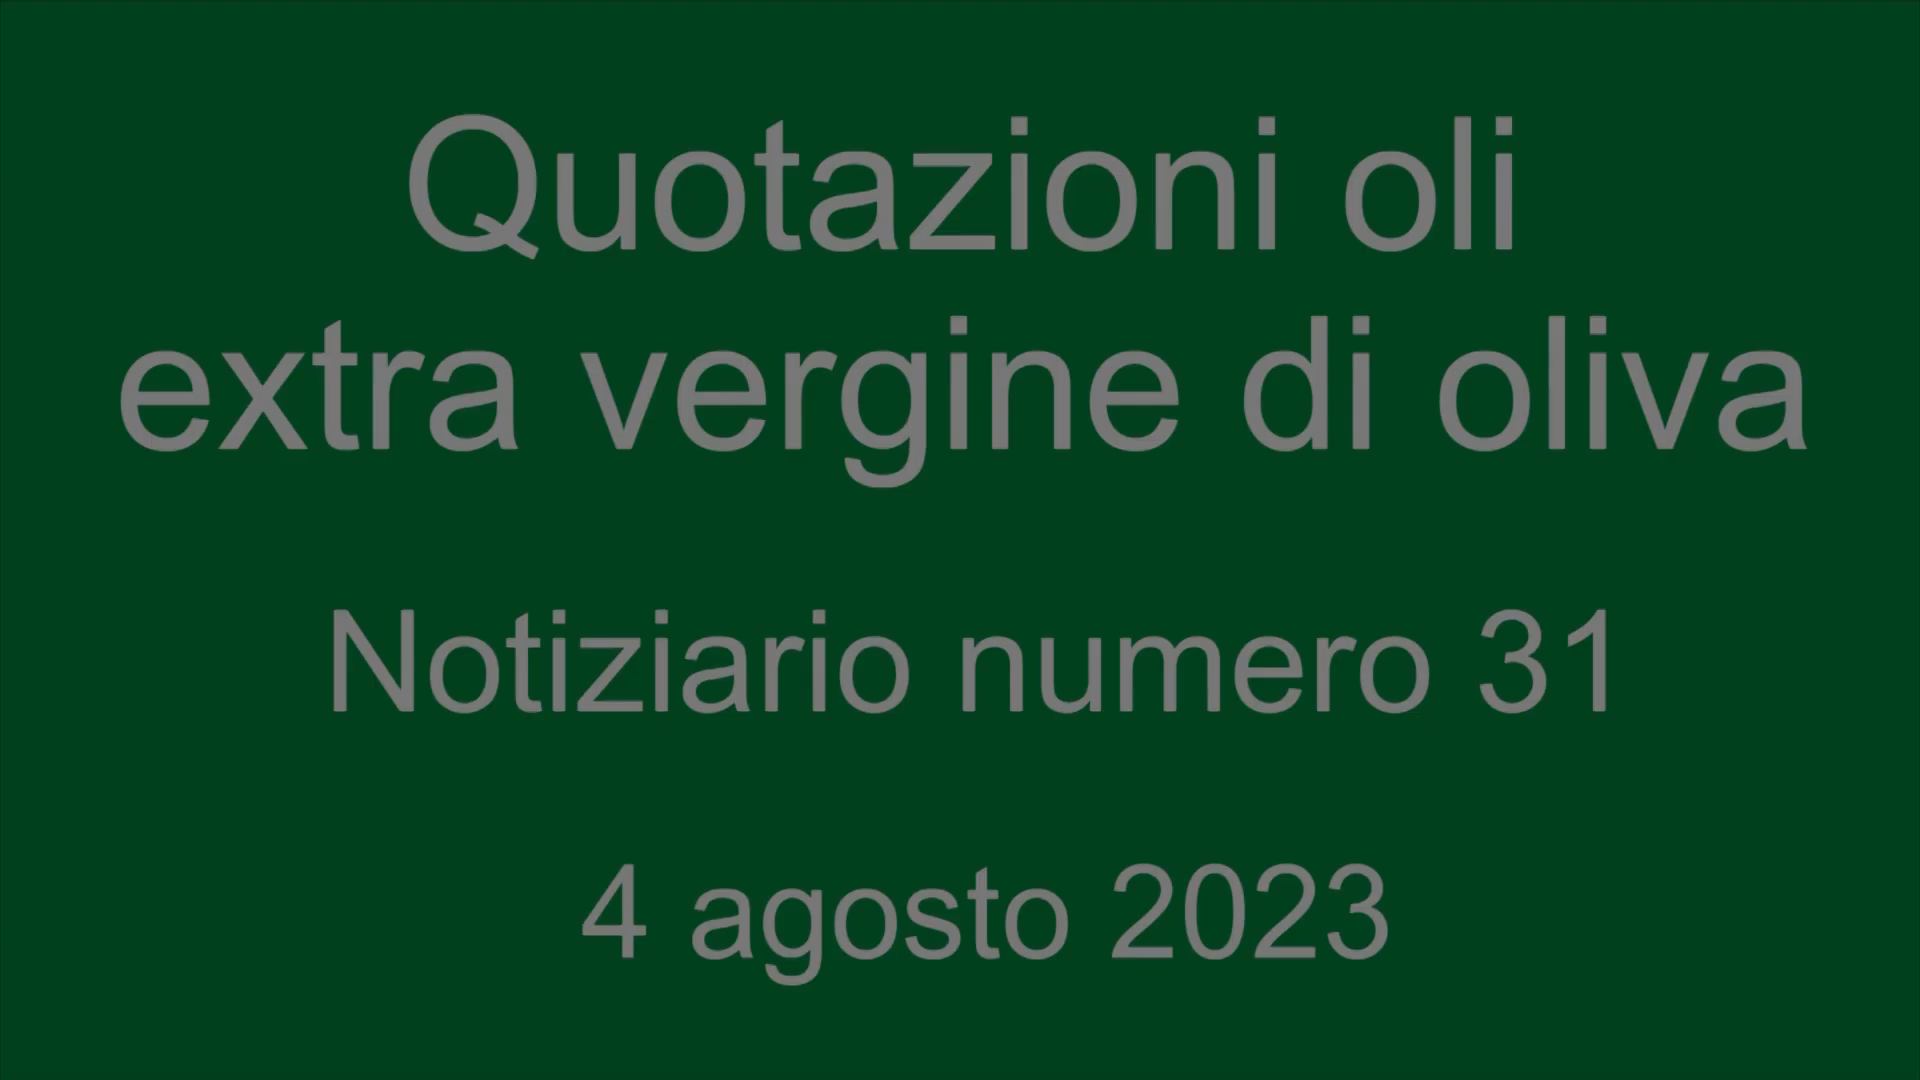 Quotazioni oli
extra vergine di oliva
Notiziario numero 31
4 agosto 2023